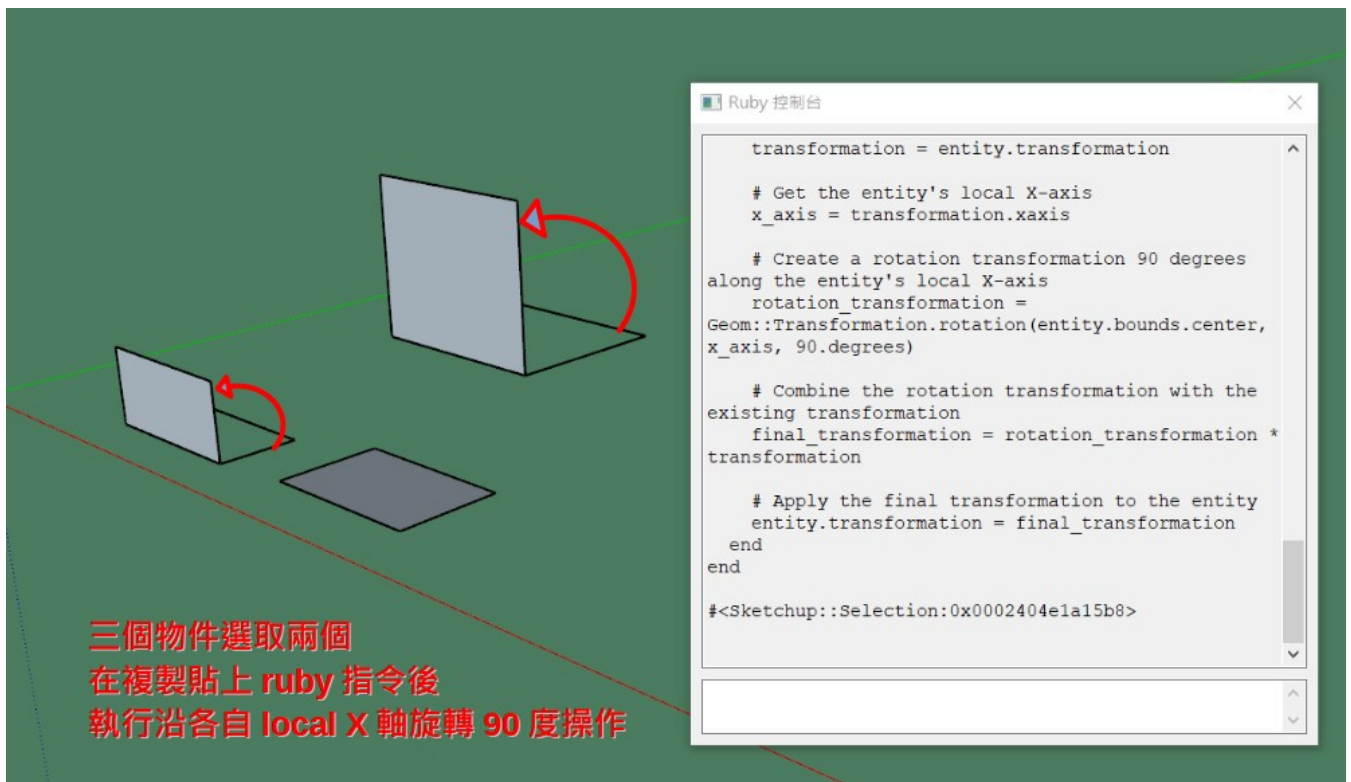 Ruby 控制台
transformation = entity.transformation
# Get the entity's local X-axis
x_axis = transformation.xaxis
# Create a rotation transformation 90 degrees
along the entity's local X-axis
rotation_transformation =
Geom::Transformation.rotation(entity.bounds.center,
x_axis, 90.degrees)
# Combine the rotation transformation with the
existing transformation
final_transformation = rotation_transformation *
transformation
# Apply the final transformation to the entity
entity.transformation = final_transformation
end
end
#<Sketchup::Selection:0x0002404e1a15b8>
三個物件選取兩個
在複製貼上 ruby 指令後
執行沿各自 local X 軸旋轉 90 度操作